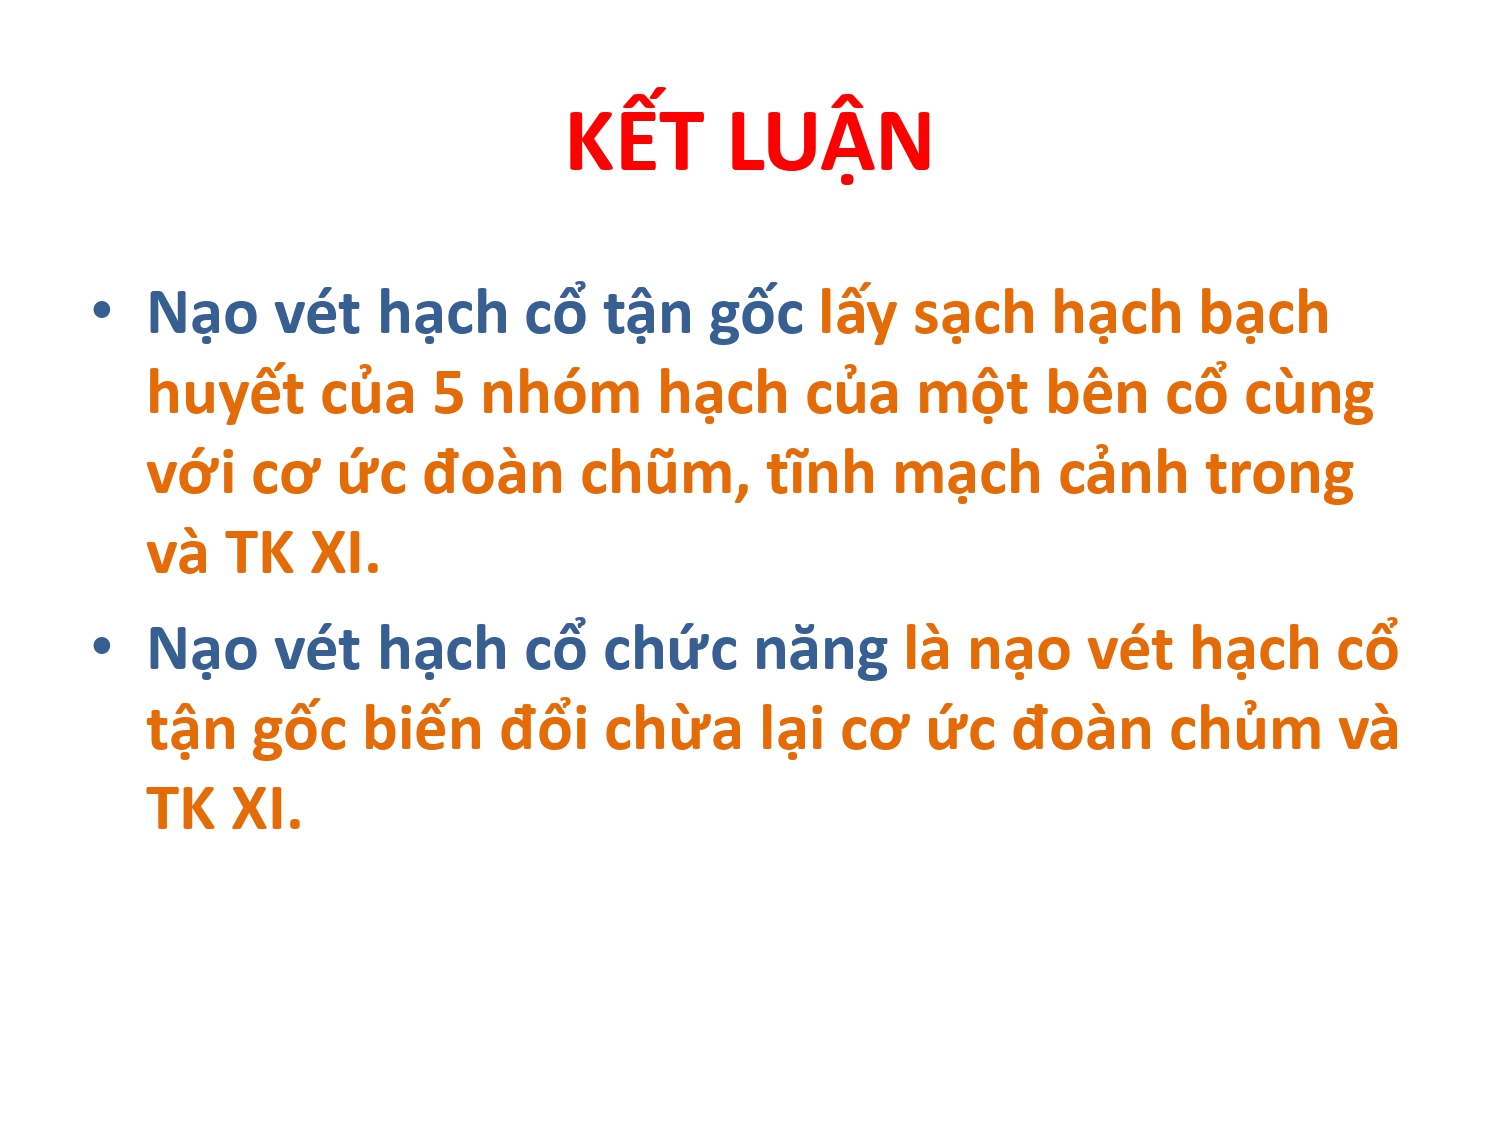 KẾT LUẬN
• Nạo vét hạch cổ tận gốc lấy sạch hạch bạch
huyết của 5 nhóm hạch của một bên cổ cùng
với cơ ức đoàn chũm, tĩnh mạch cảnh trong
và TK XI.
• Nạo vét hạch cổ chức năng là nạo vét hạch cổ
tận gốc biến đổi chừa lại cơ ức đoàn chủm và
TK XI.